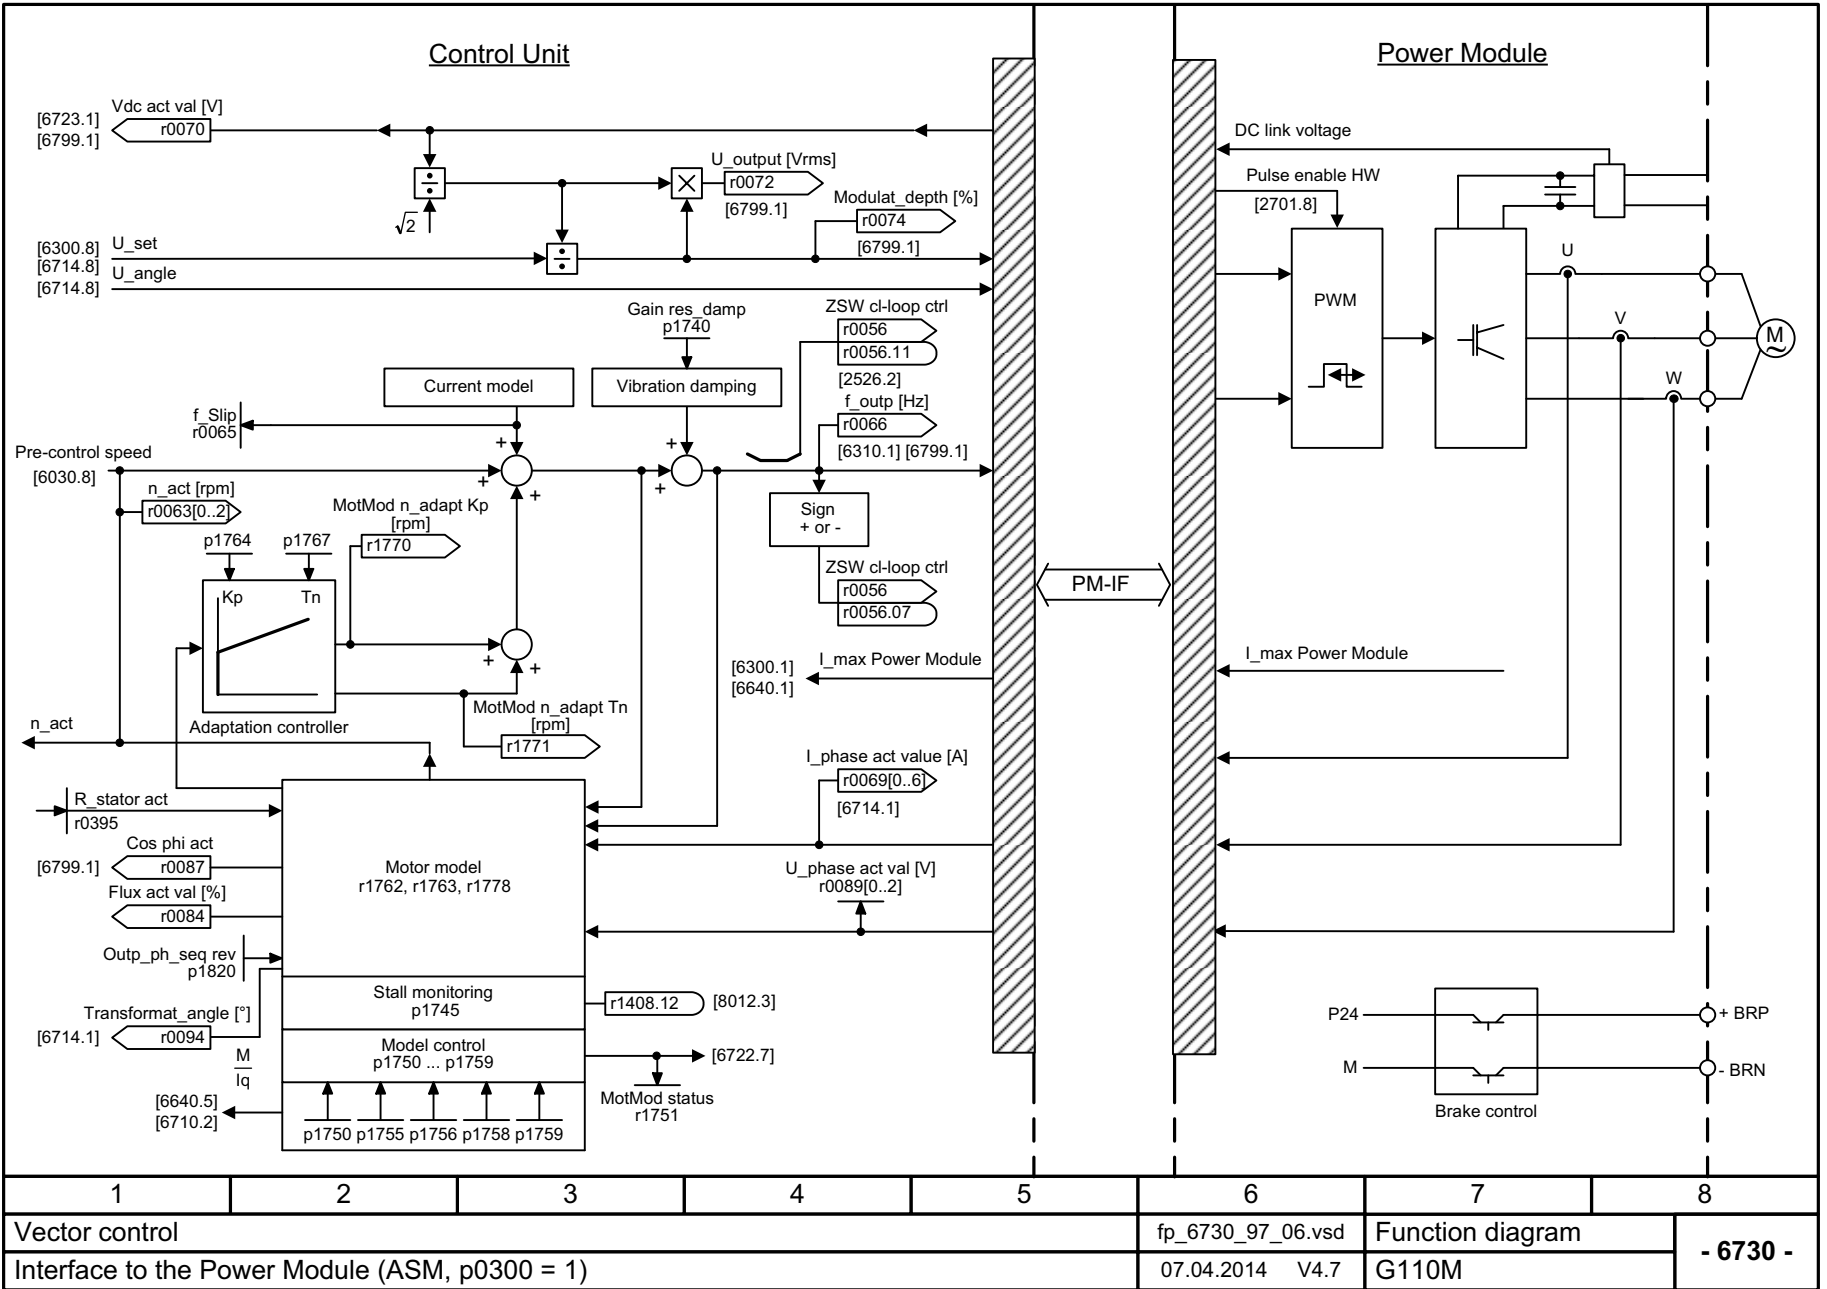 Control Unit
Power Module
Vdc act val [V]
[6723.1]
[6799.1]
r0070
÷
√2
U_output [Vrms]
×
r0072
[6799.1]
Modulat_depth [%]
r0074
[6799.1]
[6300.8]
[6714.8]
U_set
÷
U_angle
[6714.8]
Gain res_damp
p1740
ZSW cl-loop ctrl
r0056
r0056.11
[2526.2]
Current model
Vibration damping
f_outp [Hz]
r0066
[6310.1] [6799.1]
f_Slip
r0065
Pre-control speed
[6030.8]
+
+
+
+
+
n_act [rpm]
r0063[0..2]
MotMod n_adapt Kp
[rpm]
r1770
Sign
+ or -
ZSW cl-loop ctrl
r0056
r0056.07
p1764
p1767
Kp
Tn
+
+
Adaptation controller
MotMod n_adapt Tn
[rpm]
r1771
n_act
[6300.1]
[6640.1]
I_max Power Module
I_phase act value [A]
r0069[0..6]
[6714.1]
R_stator act
r0395
Cos phi act
[6799.1]
r0087
Flux act val [%]
r0084
Outp_ph_seq rev
p1820
Transformat_angle [°]
[6714.1]
r0094
M
Iq
[6640.5]
[6710.2]
Motor model
r1762, r1763, r1778
U_phase act val [V]
r0089[0..2]
Stall monitoring
p1745
r1408.12
[8012.3]
Model control
p1750 ... p1759
[6722.7]
MotMod status
r1751
p1750 p1755 p1756 p1758 p1759
PM-IF
DC link voltage
Pulse enable HW
[2701.8]
PWM
U
V
W
M
~
I_max Power Module
P24
M
+ BRP
- BRN
Brake control
1 2 3 4 5 6 7 8
Vector control
fp_6730_97_06.vsd
Function diagram
- 6730 -
Interface to the Power Module (ASM, p0300 = 1)
07.04.2014 V4.7
G110M